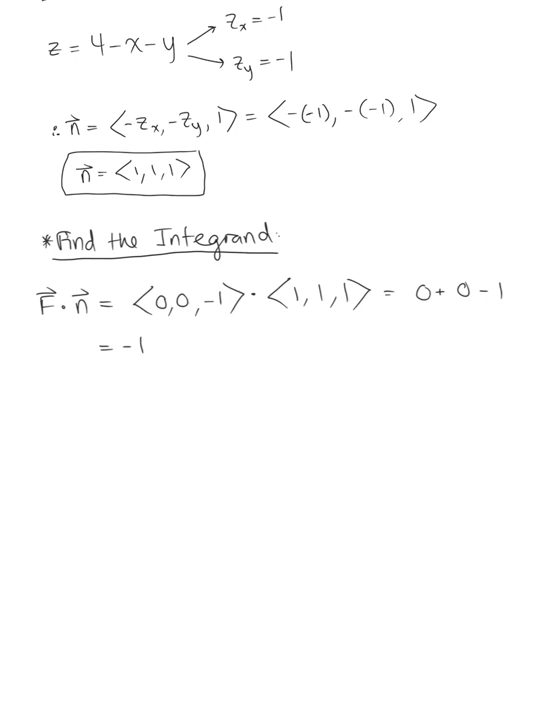 z = 4 - x - y ↗ z_x = -1
↘ z_y = -1
∴ n⃗ = ⟨-z_x, -z_y, 1⟩ = ⟨-(-1), -(-1), 1⟩
n⃗ = ⟨1, 1, 1⟩
*Find the Integrand:
F⃗ · n⃗ = ⟨0, 0, -1⟩ · ⟨1, 1, 1⟩ = 0 + 0 - 1
= -1